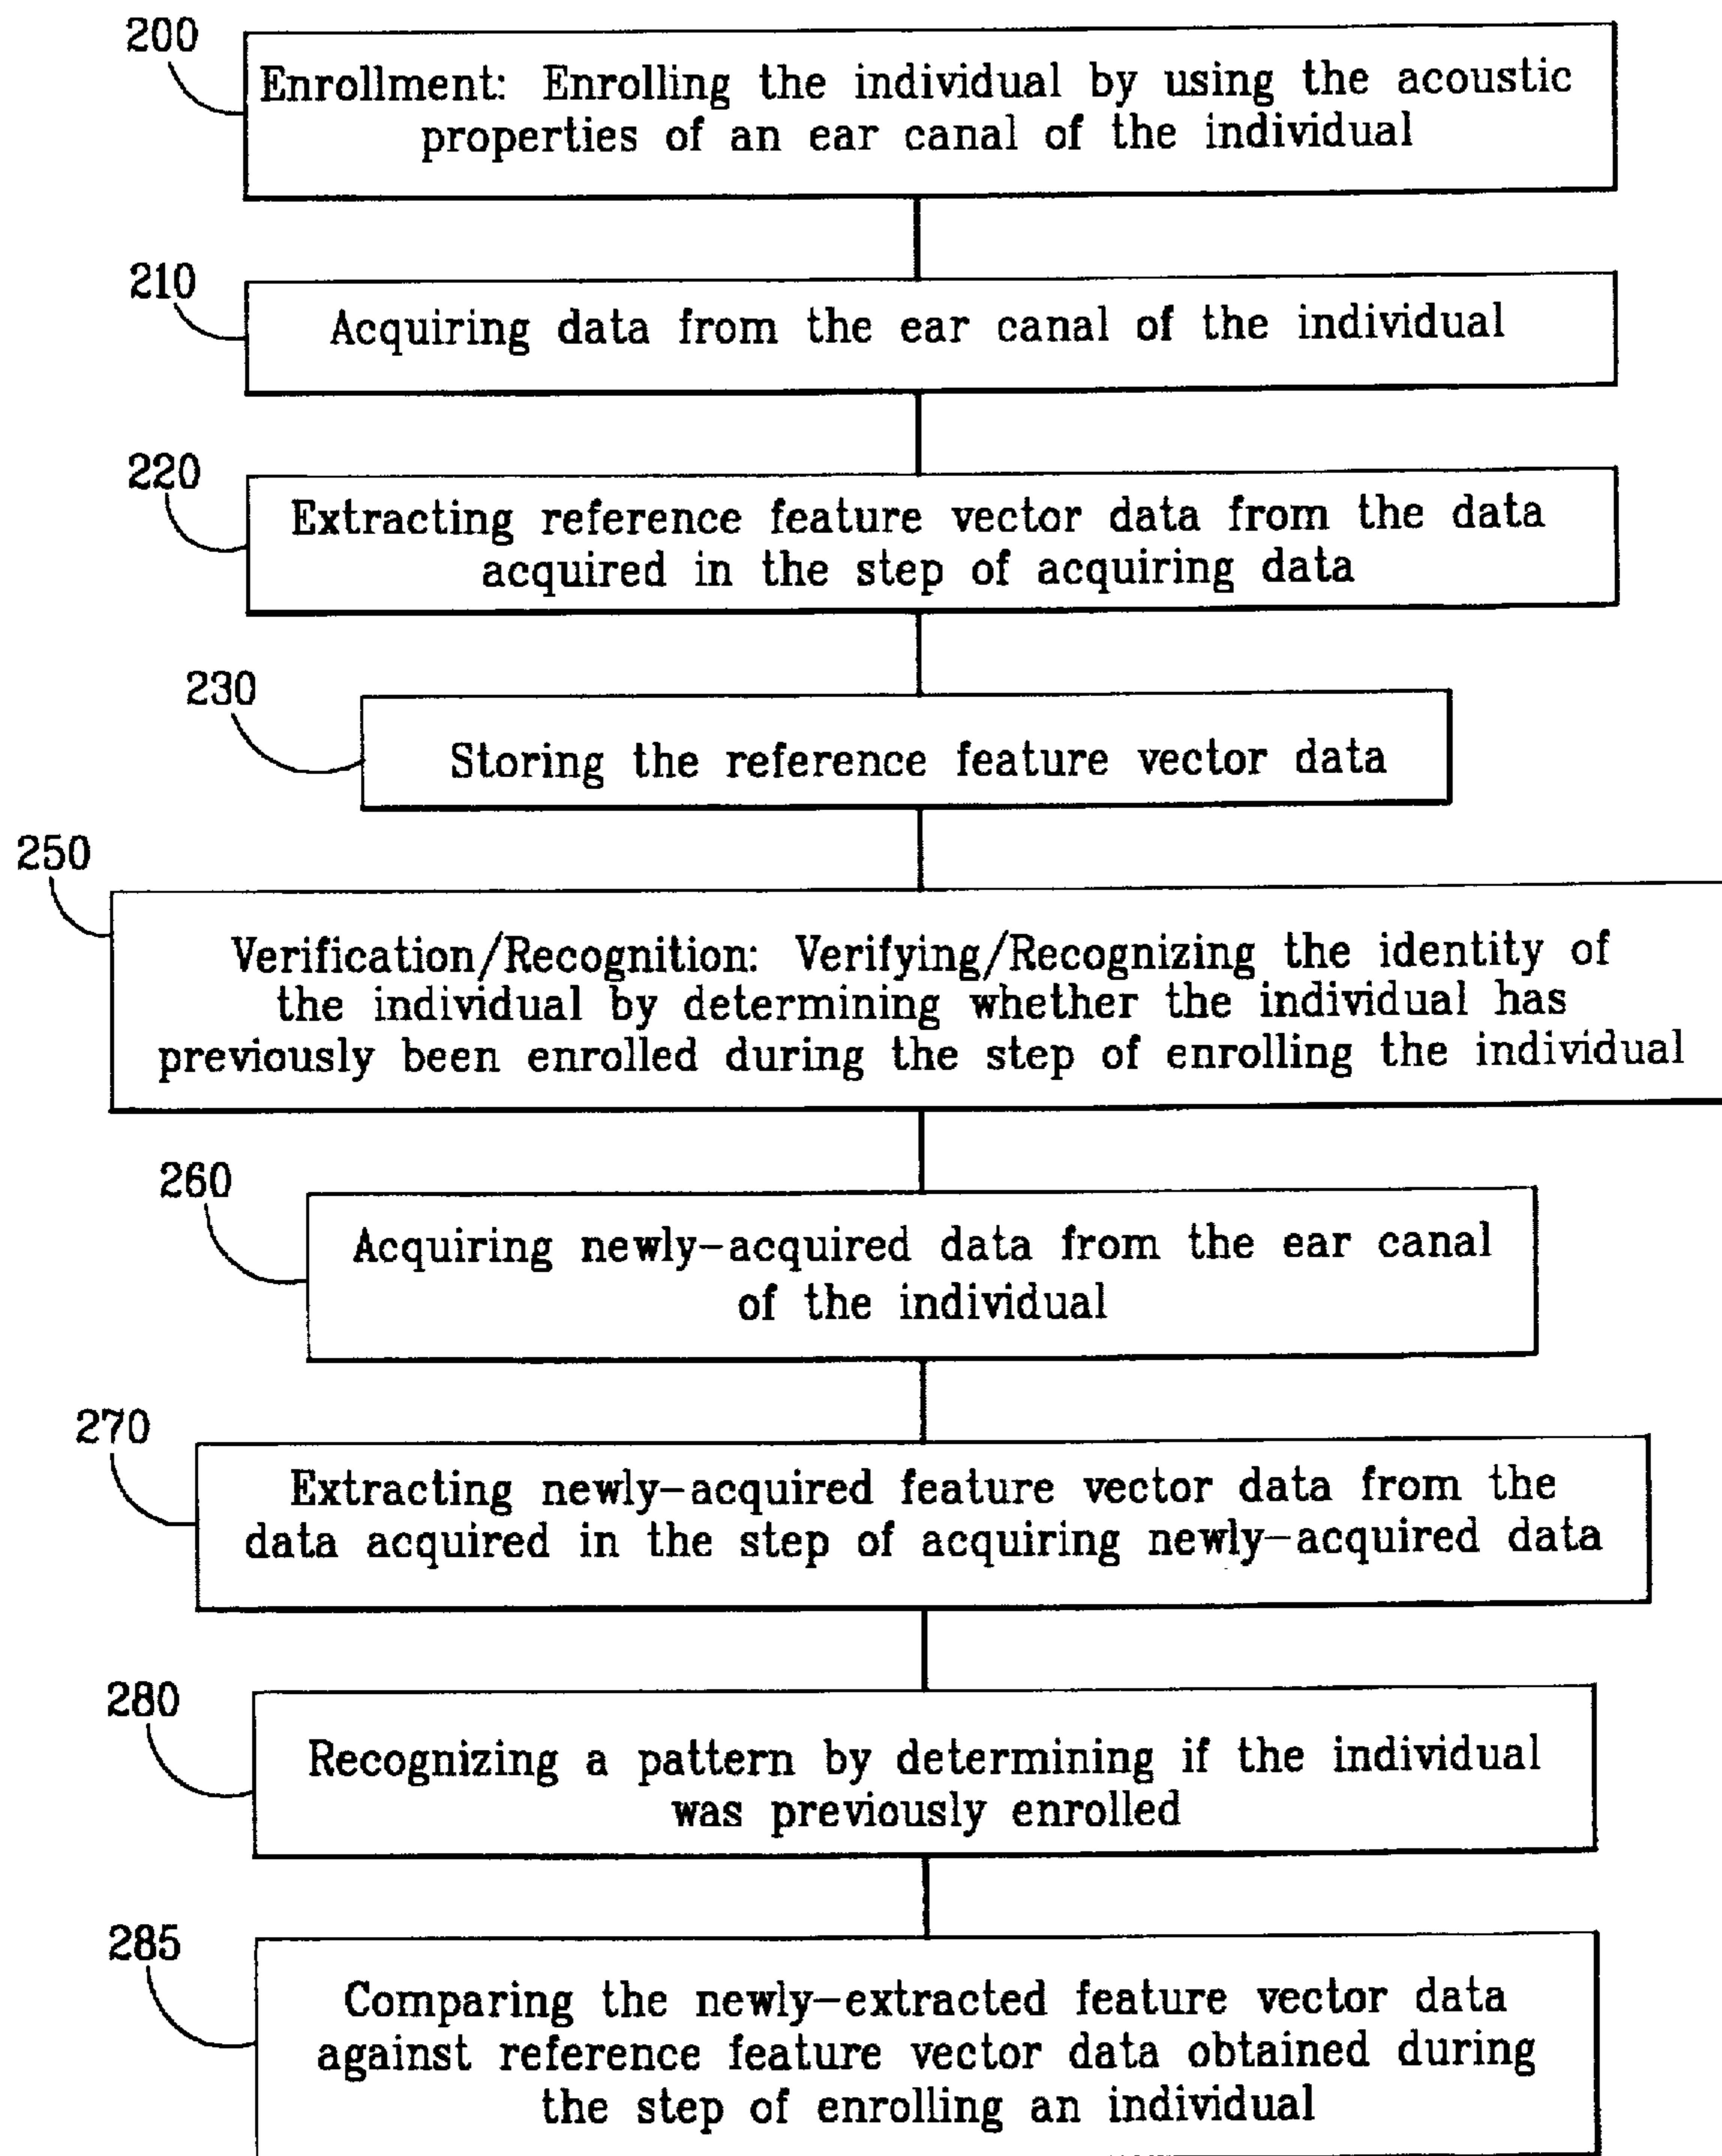 200
Enrollment: Enrolling the individual by using the acoustic
properties of an ear canal of the individual
210
Acquiring data from the ear canal of the individual
220
Extracting reference feature vector data from the data
acquired in the step of acquiring data
230
Storing the reference feature vector data
250
Verification/Recognition: Verifying/Recognizing the identity of
the individual by determining whether the individual has
previously been enrolled during the step of enrolling the individual
260
Acquiring newly-acquired data from the ear canal
of the individual
270
Extracting newly-acquired feature vector data from the
data acquired in the step of acquiring newly-acquired data
280
Recognizing a pattern by determining if the individual
was previously enrolled
285
Comparing the newly-extracted feature vector data
against reference feature vector data obtained during
the step of enrolling an individual